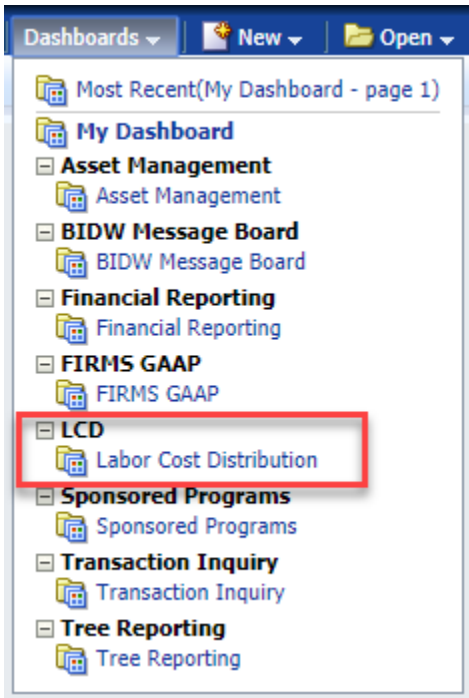 Dashboards New Open
Most Recent(My Dashboard - page 1)
My Dashboard
Asset Management
Asset Management
BIDW Message Board
BIDW Message Board
Financial Reporting
Financial Reporting
FIRMS GAAP
FIRMS GAAP
LCD
Labor Cost Distribution
Sponsored Programs
Sponsored Programs
Transaction Inquiry
Transaction Inquiry
Tree Reporting
Tree Reporting